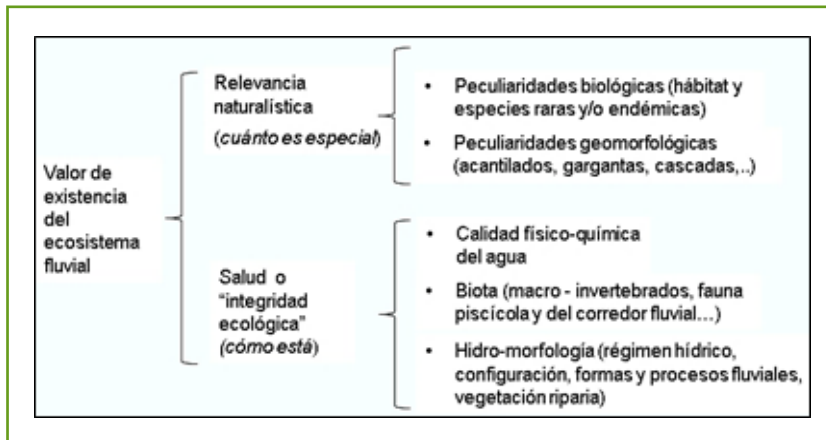 Valor de
existencia
del
ecosistema
fluvial
Relevancia
naturalística
(cuánto es especial)
• Peculiaridades biológicas (hábitat y
especies raras y/o endémicas)
• Peculiaridades geomorfológicas
(acantilados, gargantas, cascadas,..)
Salud o
“integridad
ecológica”
(cómo está)
• Calidad físico-química
del agua
• Biota (macro - invertebrados, fauna
piscícola y del corredor fluvial...)
• Hidro-morfología (régimen hídrico,
configuración, formas y procesos fluviales,
vegetación riparia)